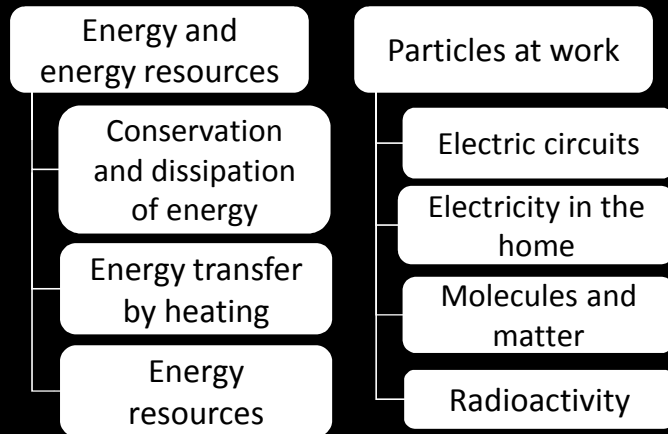 Energy and
energy resources
Conservation
and dissipation
of energy
Energy transfer
by heating
Energy
resources
Particles at work
Electric circuits
Electricity in the
home
Molecules and
matter
Radioactivity